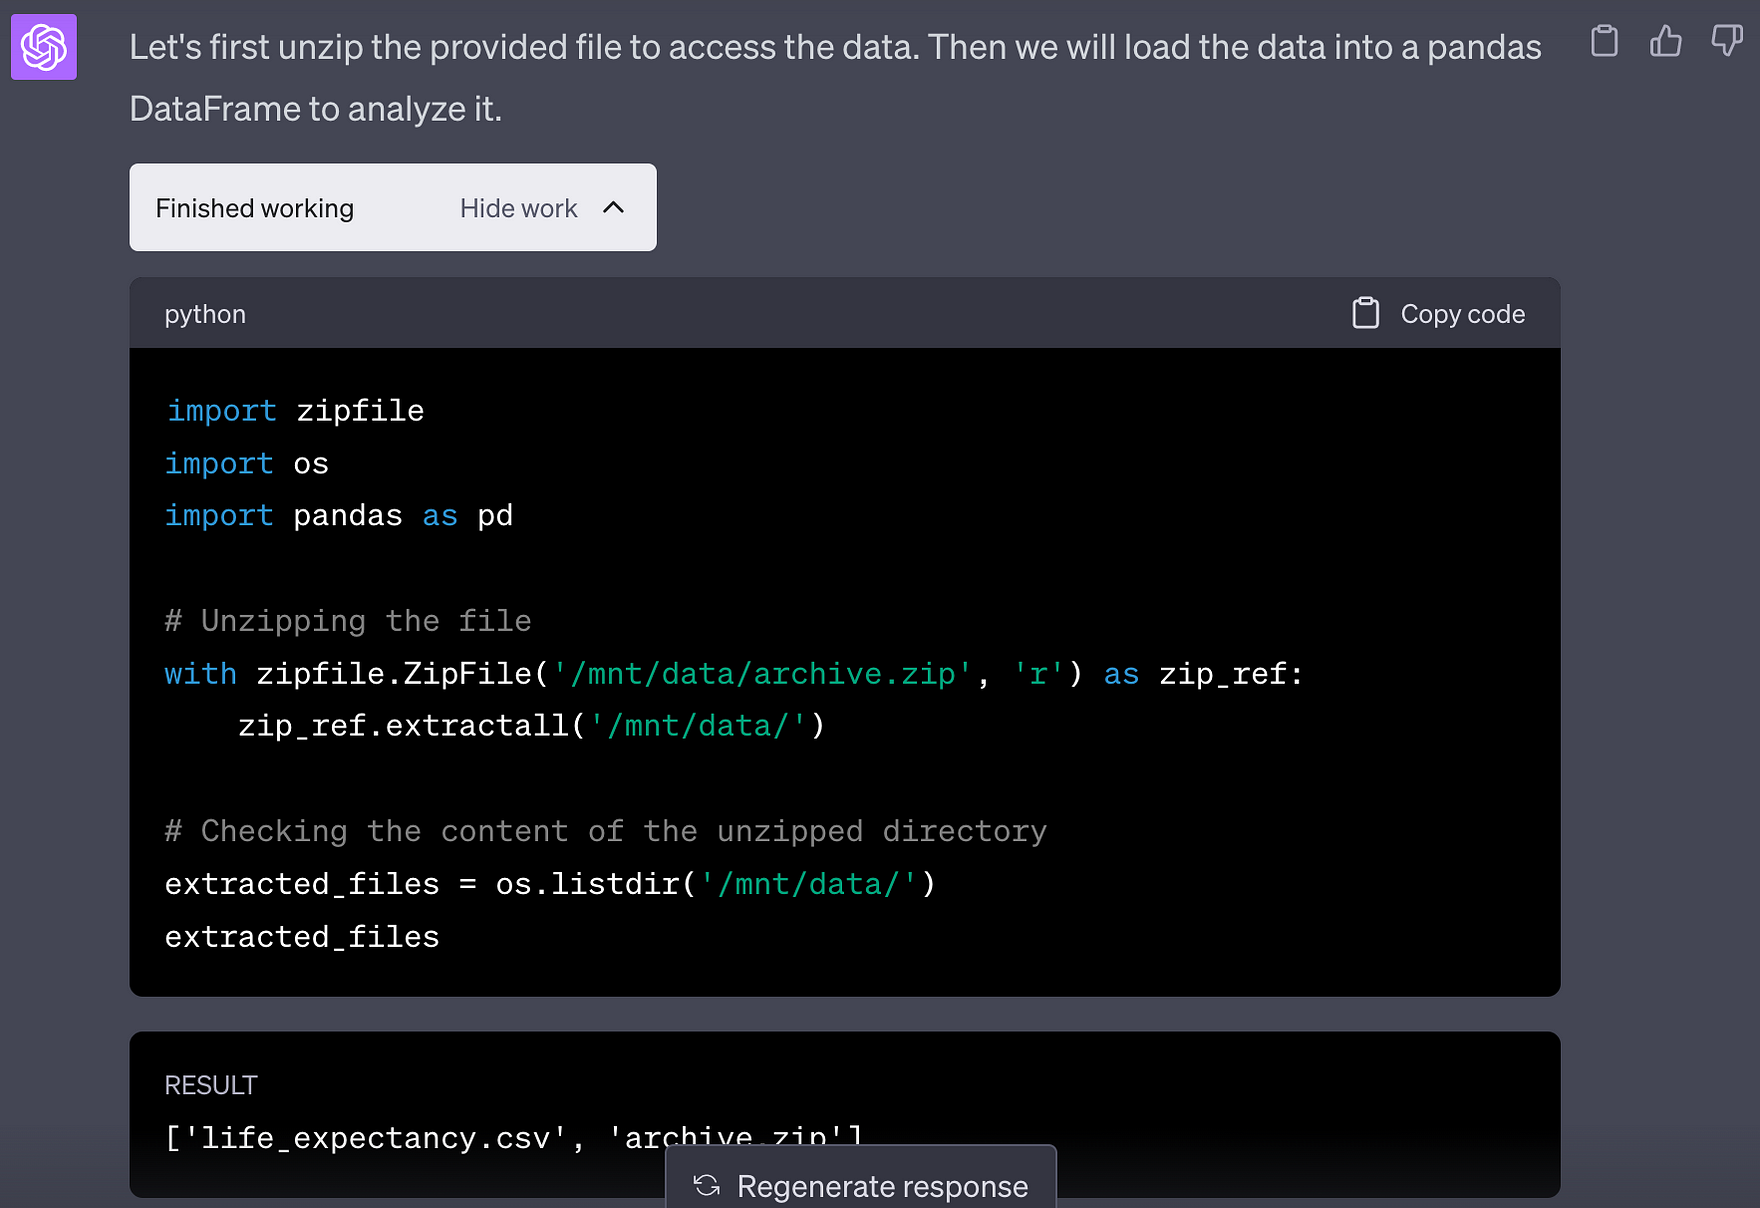 Let's first unzip the provided file to access the data. Then we will load the data into a pandas
DataFrame to analyze it.
Finished working Hide work
python Copy code
import zipfile
import os
import pandas as pd
# Unzipping the file
with zipfile.ZipFile('/mnt/data/archive.zip', 'r') as zip_ref:
    zip_ref.extractall('/mnt/data/')
# Checking the content of the unzipped directory
extracted_files = os.listdir('/mnt/data/')
extracted_files
RESULT
['life_expectancy.csv', 'archive.zip']
Regenerate response